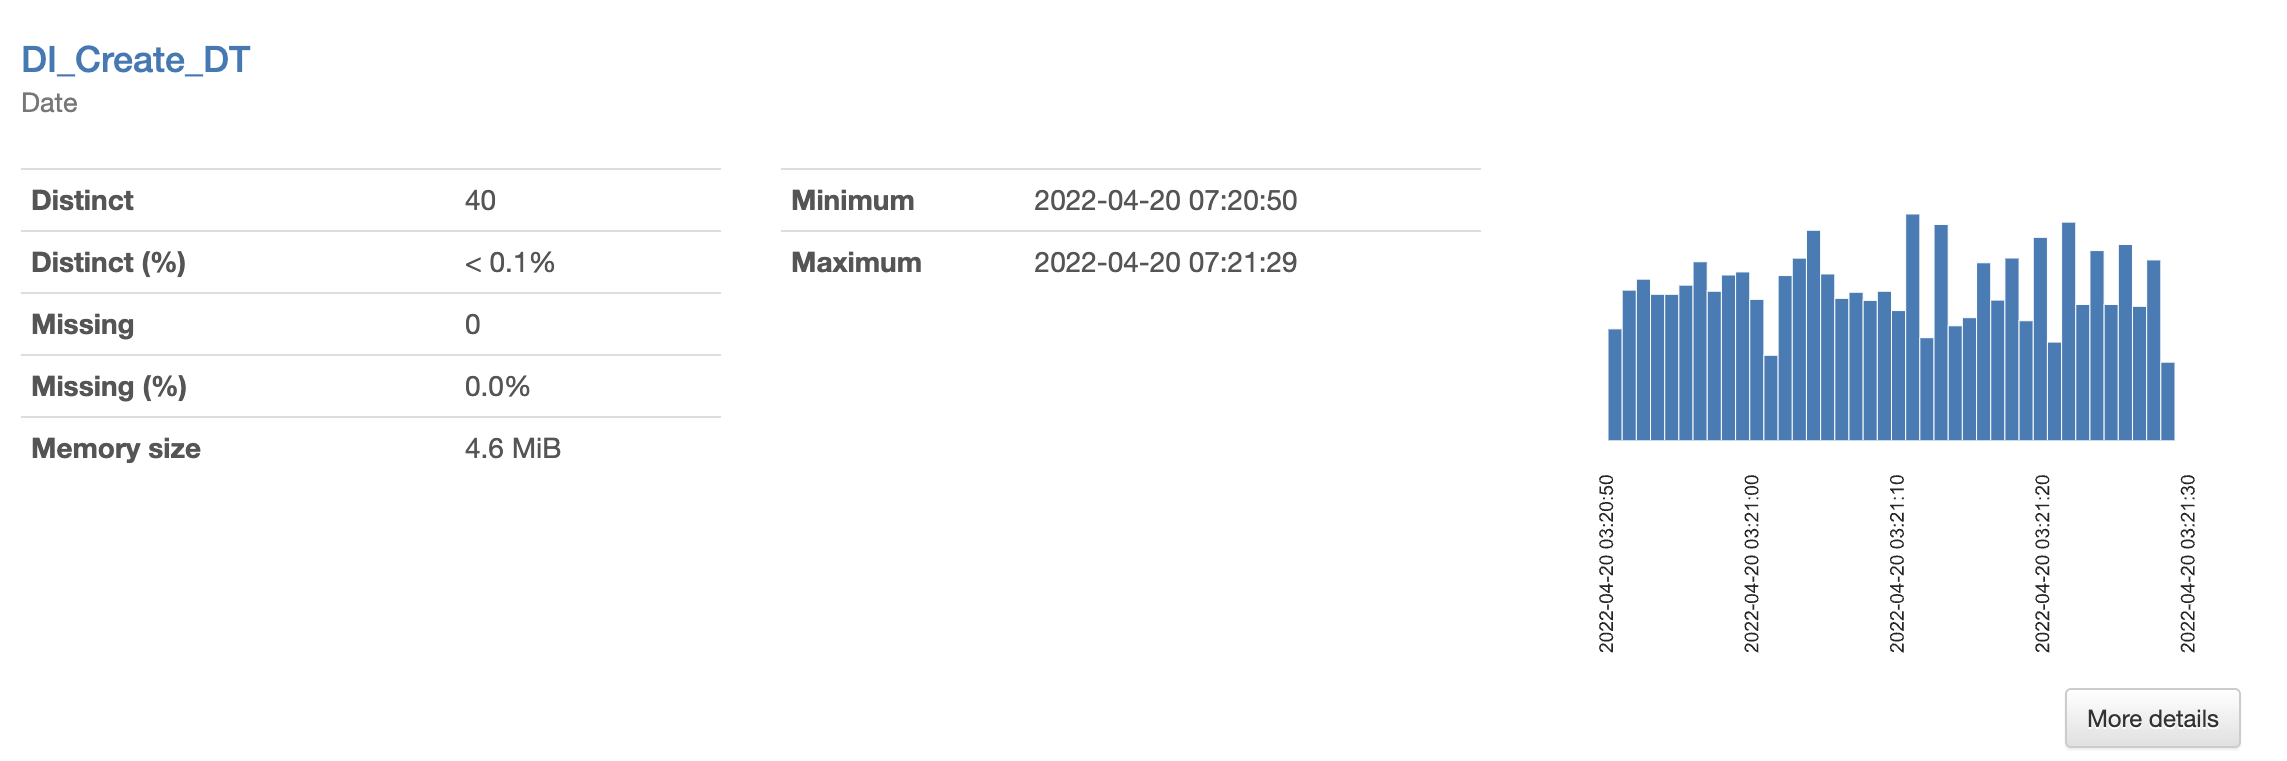 DI_Create_DT
Date
Distinct 40
Distinct (%) < 0.1%
Missing 0
Missing (%) 0.0%
Memory size 4.6 MiB
Minimum 2022-04-20 07:20:50
Maximum 2022-04-20 07:21:29
2022-04-20 03:20:50
2022-04-20 03:21:00
2022-04-20 03:21:10
2022-04-20 03:21:20
2022-04-20 03:21:30
More details